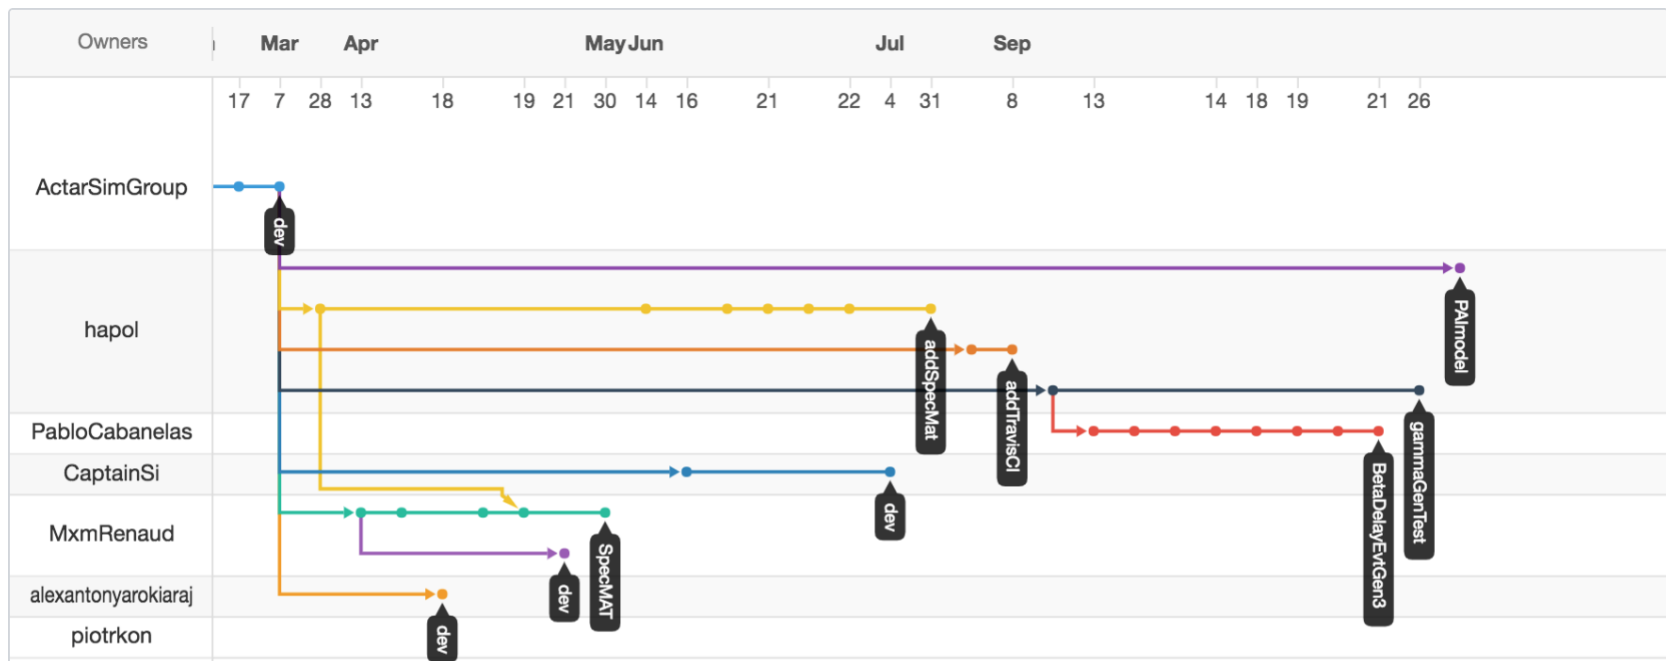 Owners
Mar Apr May Jun Jul Sep
17 7 28 13 18 19 21 30 14 16 21 22 4 31 8 13 14 18 19 21 26
ActarSimGroup
dev
hapol
PAImodel
addSpecMat
addTravisCI
gammaGenTest
PabloCabanelas
BetaDelayEvtGen3
CaptainSi
dev
MxmRenaud
SpecMAT
dev
alexantonyarokiaraj
dev
piotrkon